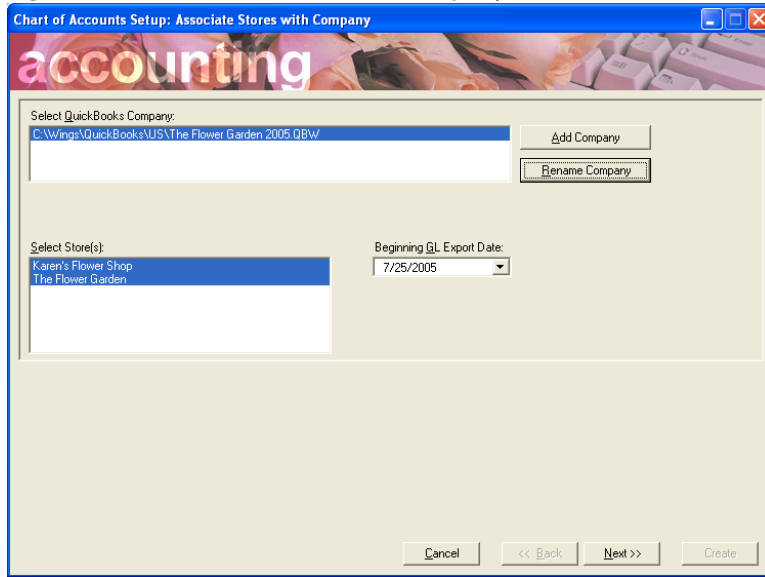 Chart of Accounts Setup: Associate Stores with Company
accounting
Select QuickBooks Company:
C:\Wings\QuickBooks\US\The Flower Garden 2005.QBW
Add Company
Rename Company
Select Store(s):
Beginning GL Export Date:
Karen's Flower Shop
7/25/2005
The Flower Garden
Cancel
<< Back
Next >>
Create